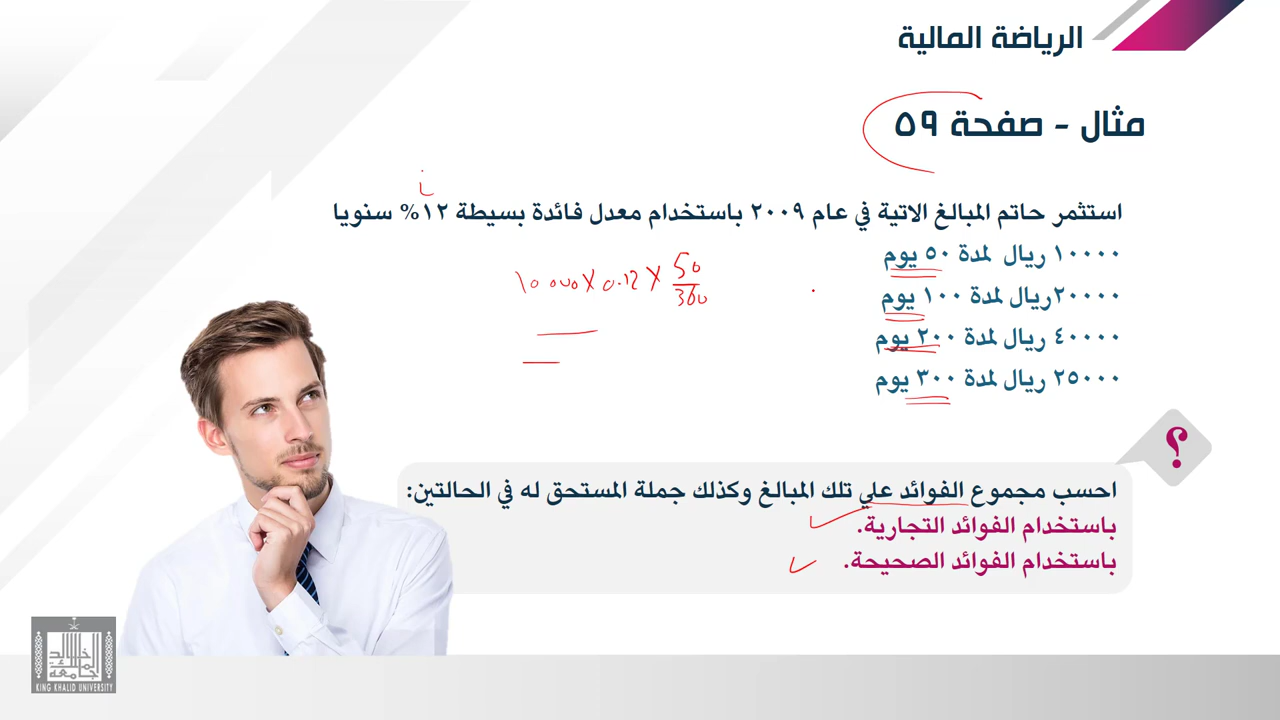 الرياضة المالية
مثال - صفحة ٥٩
i
استثمر حاتم المبالغ الاتية في عام ٢٠٠٩ باستخدام معدل فائدة بسيطة ١٢% سنويا
١٠٠٠٠ ريال لمدة ٥٠ يوم
٢٠٠٠٠ريال لمدة ١٠٠ يوم
٤٠٠٠٠ ريال لمدة ٢٠٠ يوم
٢٥٠٠٠ ريال لمدة ٣٠٠ يوم
10000 X 0.12 X 50/360
؟
احسب مجموع الفوائد علي تلك المبالغ وكذلك جملة المستحق له في الحالتين:
باستخدام الفوائد التجارية.
باستخدام الفوائد الصحيحة.
جامعة الملك خالد
KING KHALID UNIVERSITY